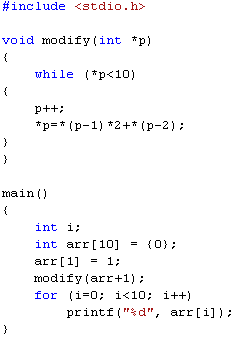 #include <stdio.h>

void modify(int *p)
{
    while (*p<10)
{
    p++;
    *p=*(p-1)*2+*(p-2);
}
}

main()
{
    int i;
    int arr[10] = {0};
    arr[1] = 1;
    modify(arr+1);
    for (i=0; i<10; i++)
        printf("%d", arr[i]);
}